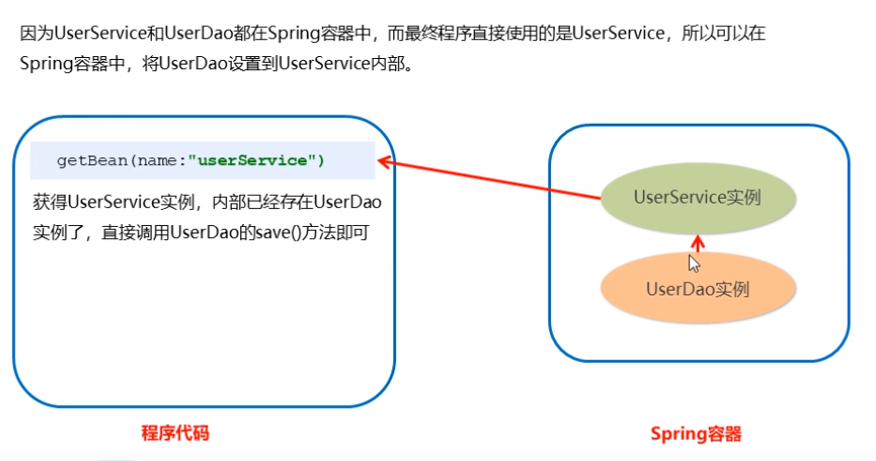 因为UserService和UserDao都在Spring容器中，而最终程序直接使用的是UserService，所以可以在
Spring容器中，将UserDao设置到UserService内部。
getBean(name:"userService")
获得UserService实例，内部已经存在UserDao
实例了，直接调用UserDao的save()方法即可
UserService实例
UserDao实例
程序代码
Spring容器